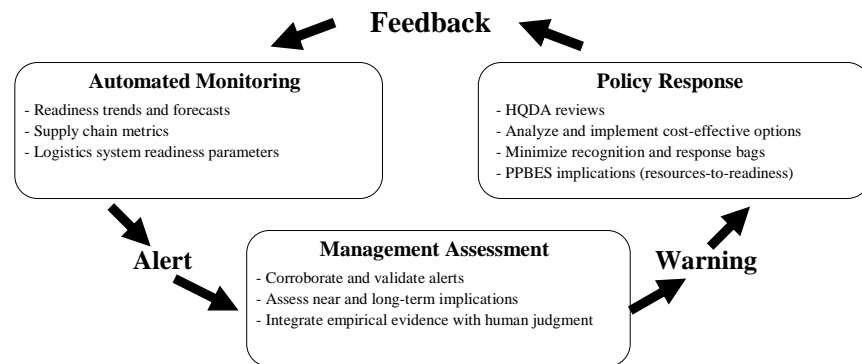 Feedback
Automated Monitoring
- Readiness trends and forecasts
- Supply chain metrics
- Logistics system readiness parameters
Policy Response
- HQDA reviews
- Analyze and implement cost-effective options
- Minimize recognition and response bags
- PPBES implications (resources-to-readiness)
Alert
Management Assessment
- Corroborate and validate alerts
- Assess near and long-term implications
- Integrate empirical evidence with human judgment
Warning